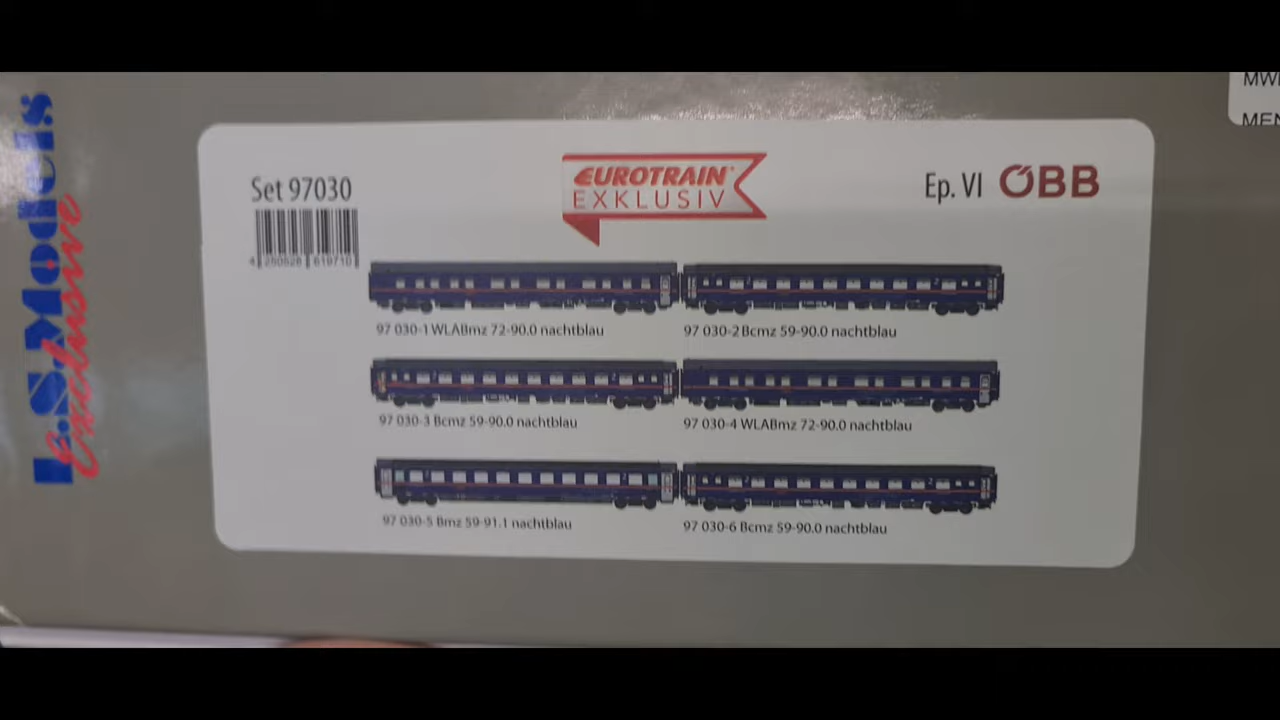 L.S.Models
exclusive
Set 97030
EUROTRAIN
EXKLUSIV
Ep. VI ÖBB
4 250528 619710
97 030-1 WLABmz 72-90.0 nachtblau
97 030-2 Bcmz 59-90.0 nachtblau
97 030-3 Bcmz 59-90.0 nachtblau
97 030-4 WLABmz 72-90.0 nachtblau
97 030-5 Bmz 59-91.1 nachtblau
97 030-6 Bcmz 59-90.0 nachtblau